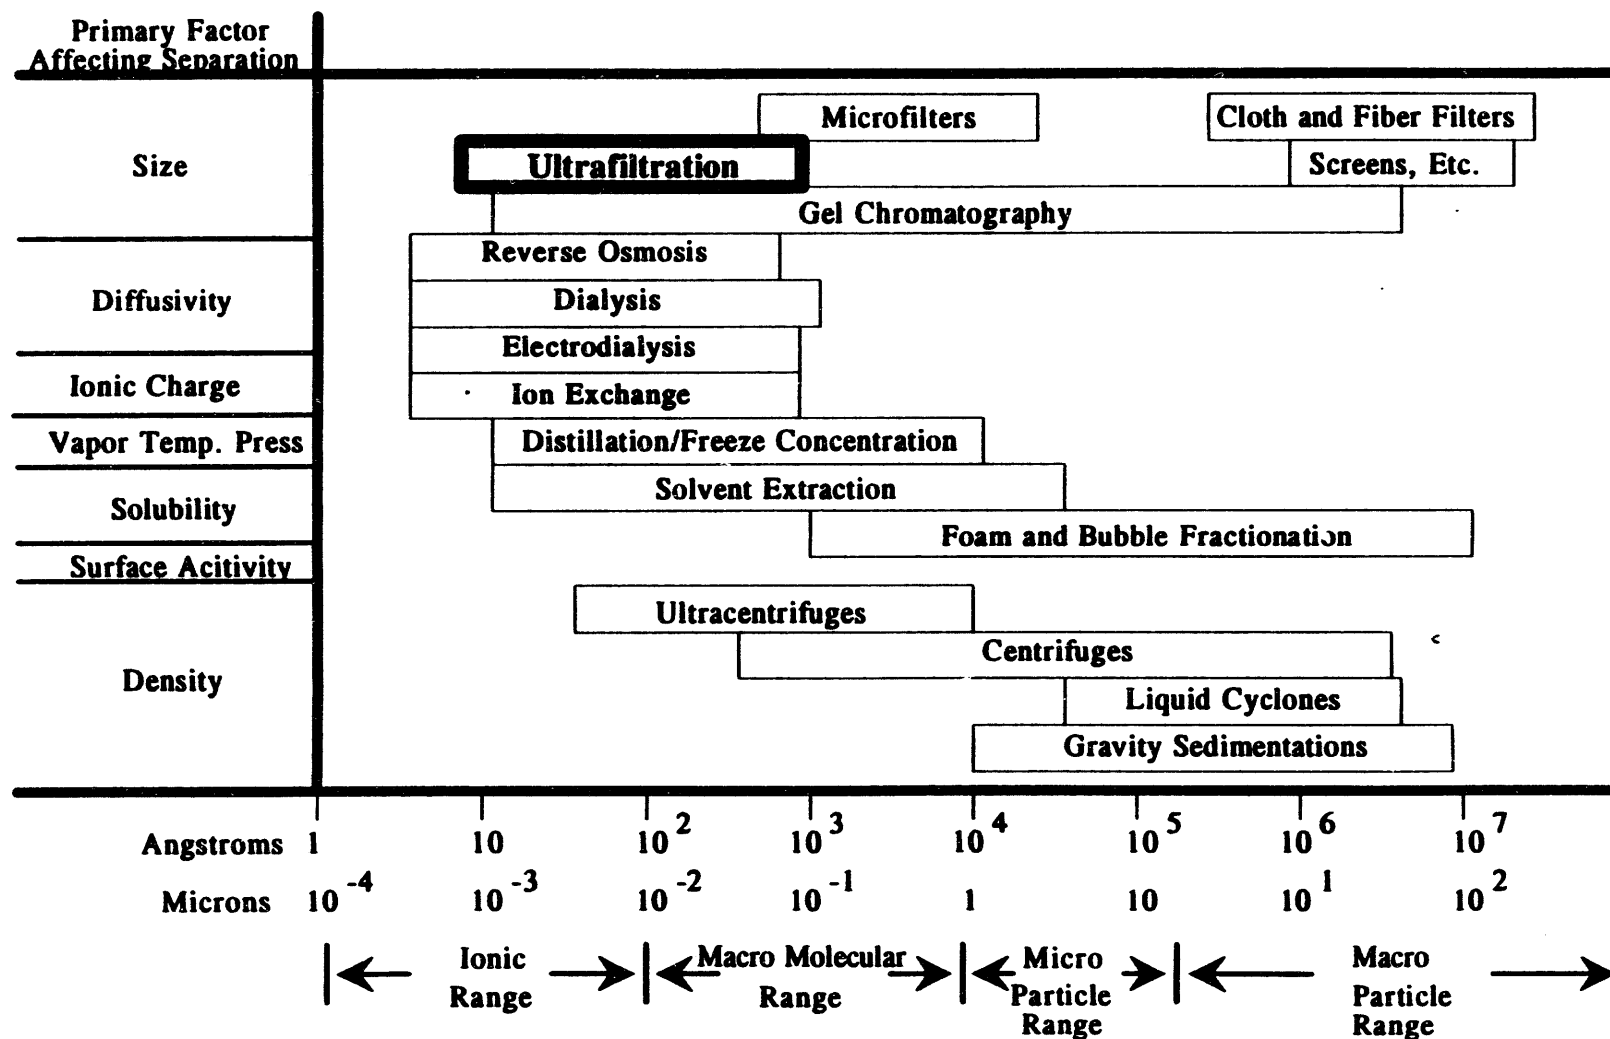 Primary Factor
Affecting Separation
Microfilters
Cloth and Fiber Filters
Size
Ultrafiltration
Screens, Etc.
Gel Chromatography
Reverse Osmosis
Diffusivity
Dialysis
Electrodialysis
Ionic Charge
Ion Exchange
Vapor Temp. Press
Distillation/Freeze Concentration
Solvent Extraction
Solubility
Foam and Bubble Fractionation
Surface Acitivity
Ultracentrifuges
Centrifuges
Density
Liquid Cyclones
Gravity Sedimentations
Angstroms 1 10 10^2 10^3 10^4 10^5 10^6 10^7
Microns 10^-4 10^-3 10^-2 10^-1 1 10 10^1 10^2
Ionic
Range
Macro Molecular
Range
Micro
Particle
Range
Macro
Particle
Range